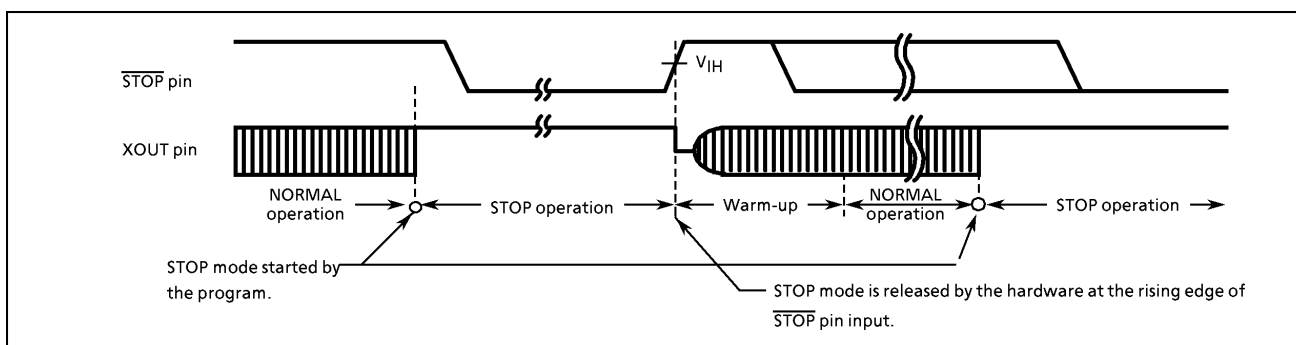 STOP pin
VIH
XOUT pin
NORMAL operation
STOP operation
Warm-up
NORMAL operation
STOP operation
STOP mode started by
the program.
STOP mode is released by the hardware at the rising edge of
STOP pin input.